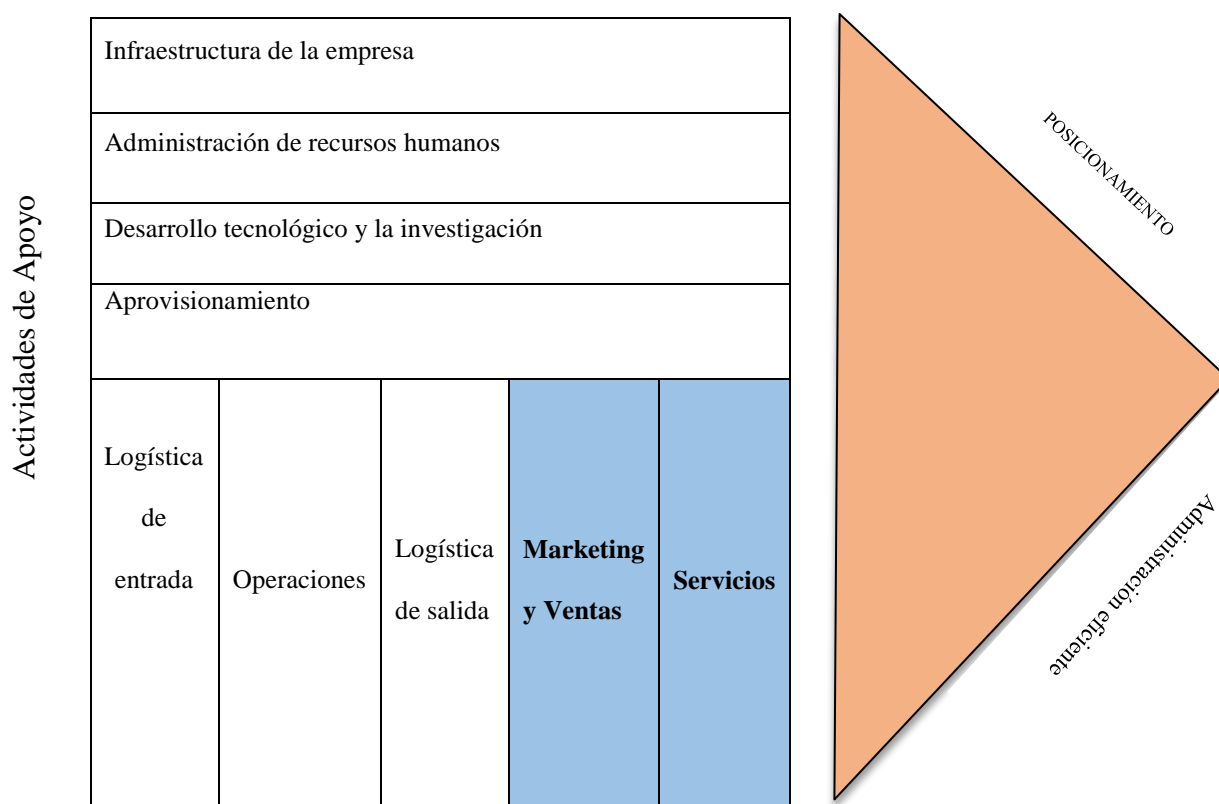 Actividades de Apoyo
Infraestructura de la empresa
Administración de recursos humanos
Desarrollo tecnológico y la investigación
Aprovisionamiento
Logística
de
entrada
Operaciones
Logística
de salida
Marketing
y Ventas
Servicios
POSICIONAMIENTO
Administración eficiente